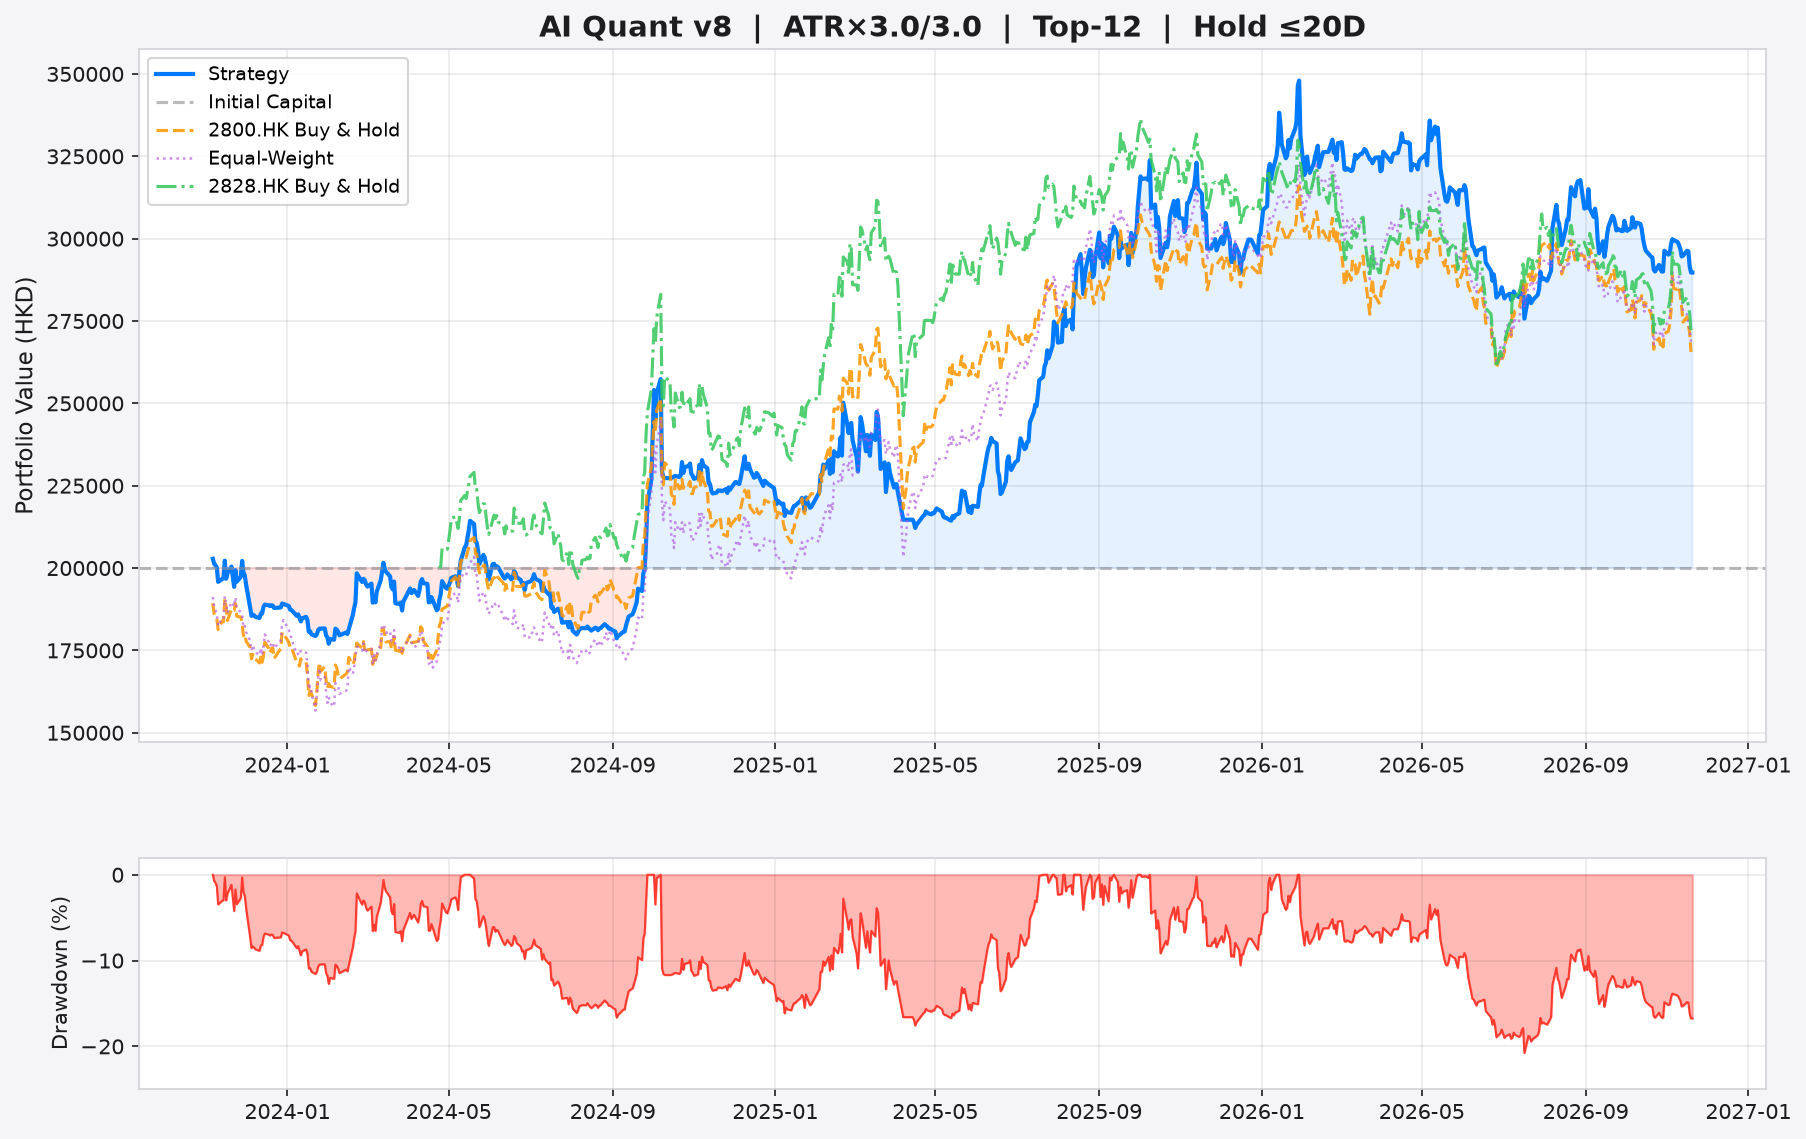 AI Quant v8 | ATR×3.0/3.0 | Top-12 | Hold ≤20D
Portfolio Value (HKD)
350000
325000
300000
275000
250000
225000
200000
175000
150000
Strategy
Initial Capital
2800.HK Buy & Hold
Equal-Weight
2828.HK Buy & Hold
2024-01 2024-05 2024-09 2025-01 2025-05 2025-09 2026-01 2026-05 2026-09 2027-01
Drawdown (%)
0
−10
−20
2024-01 2024-05 2024-09 2025-01 2025-05 2025-09 2026-01 2026-05 2026-09 2027-01